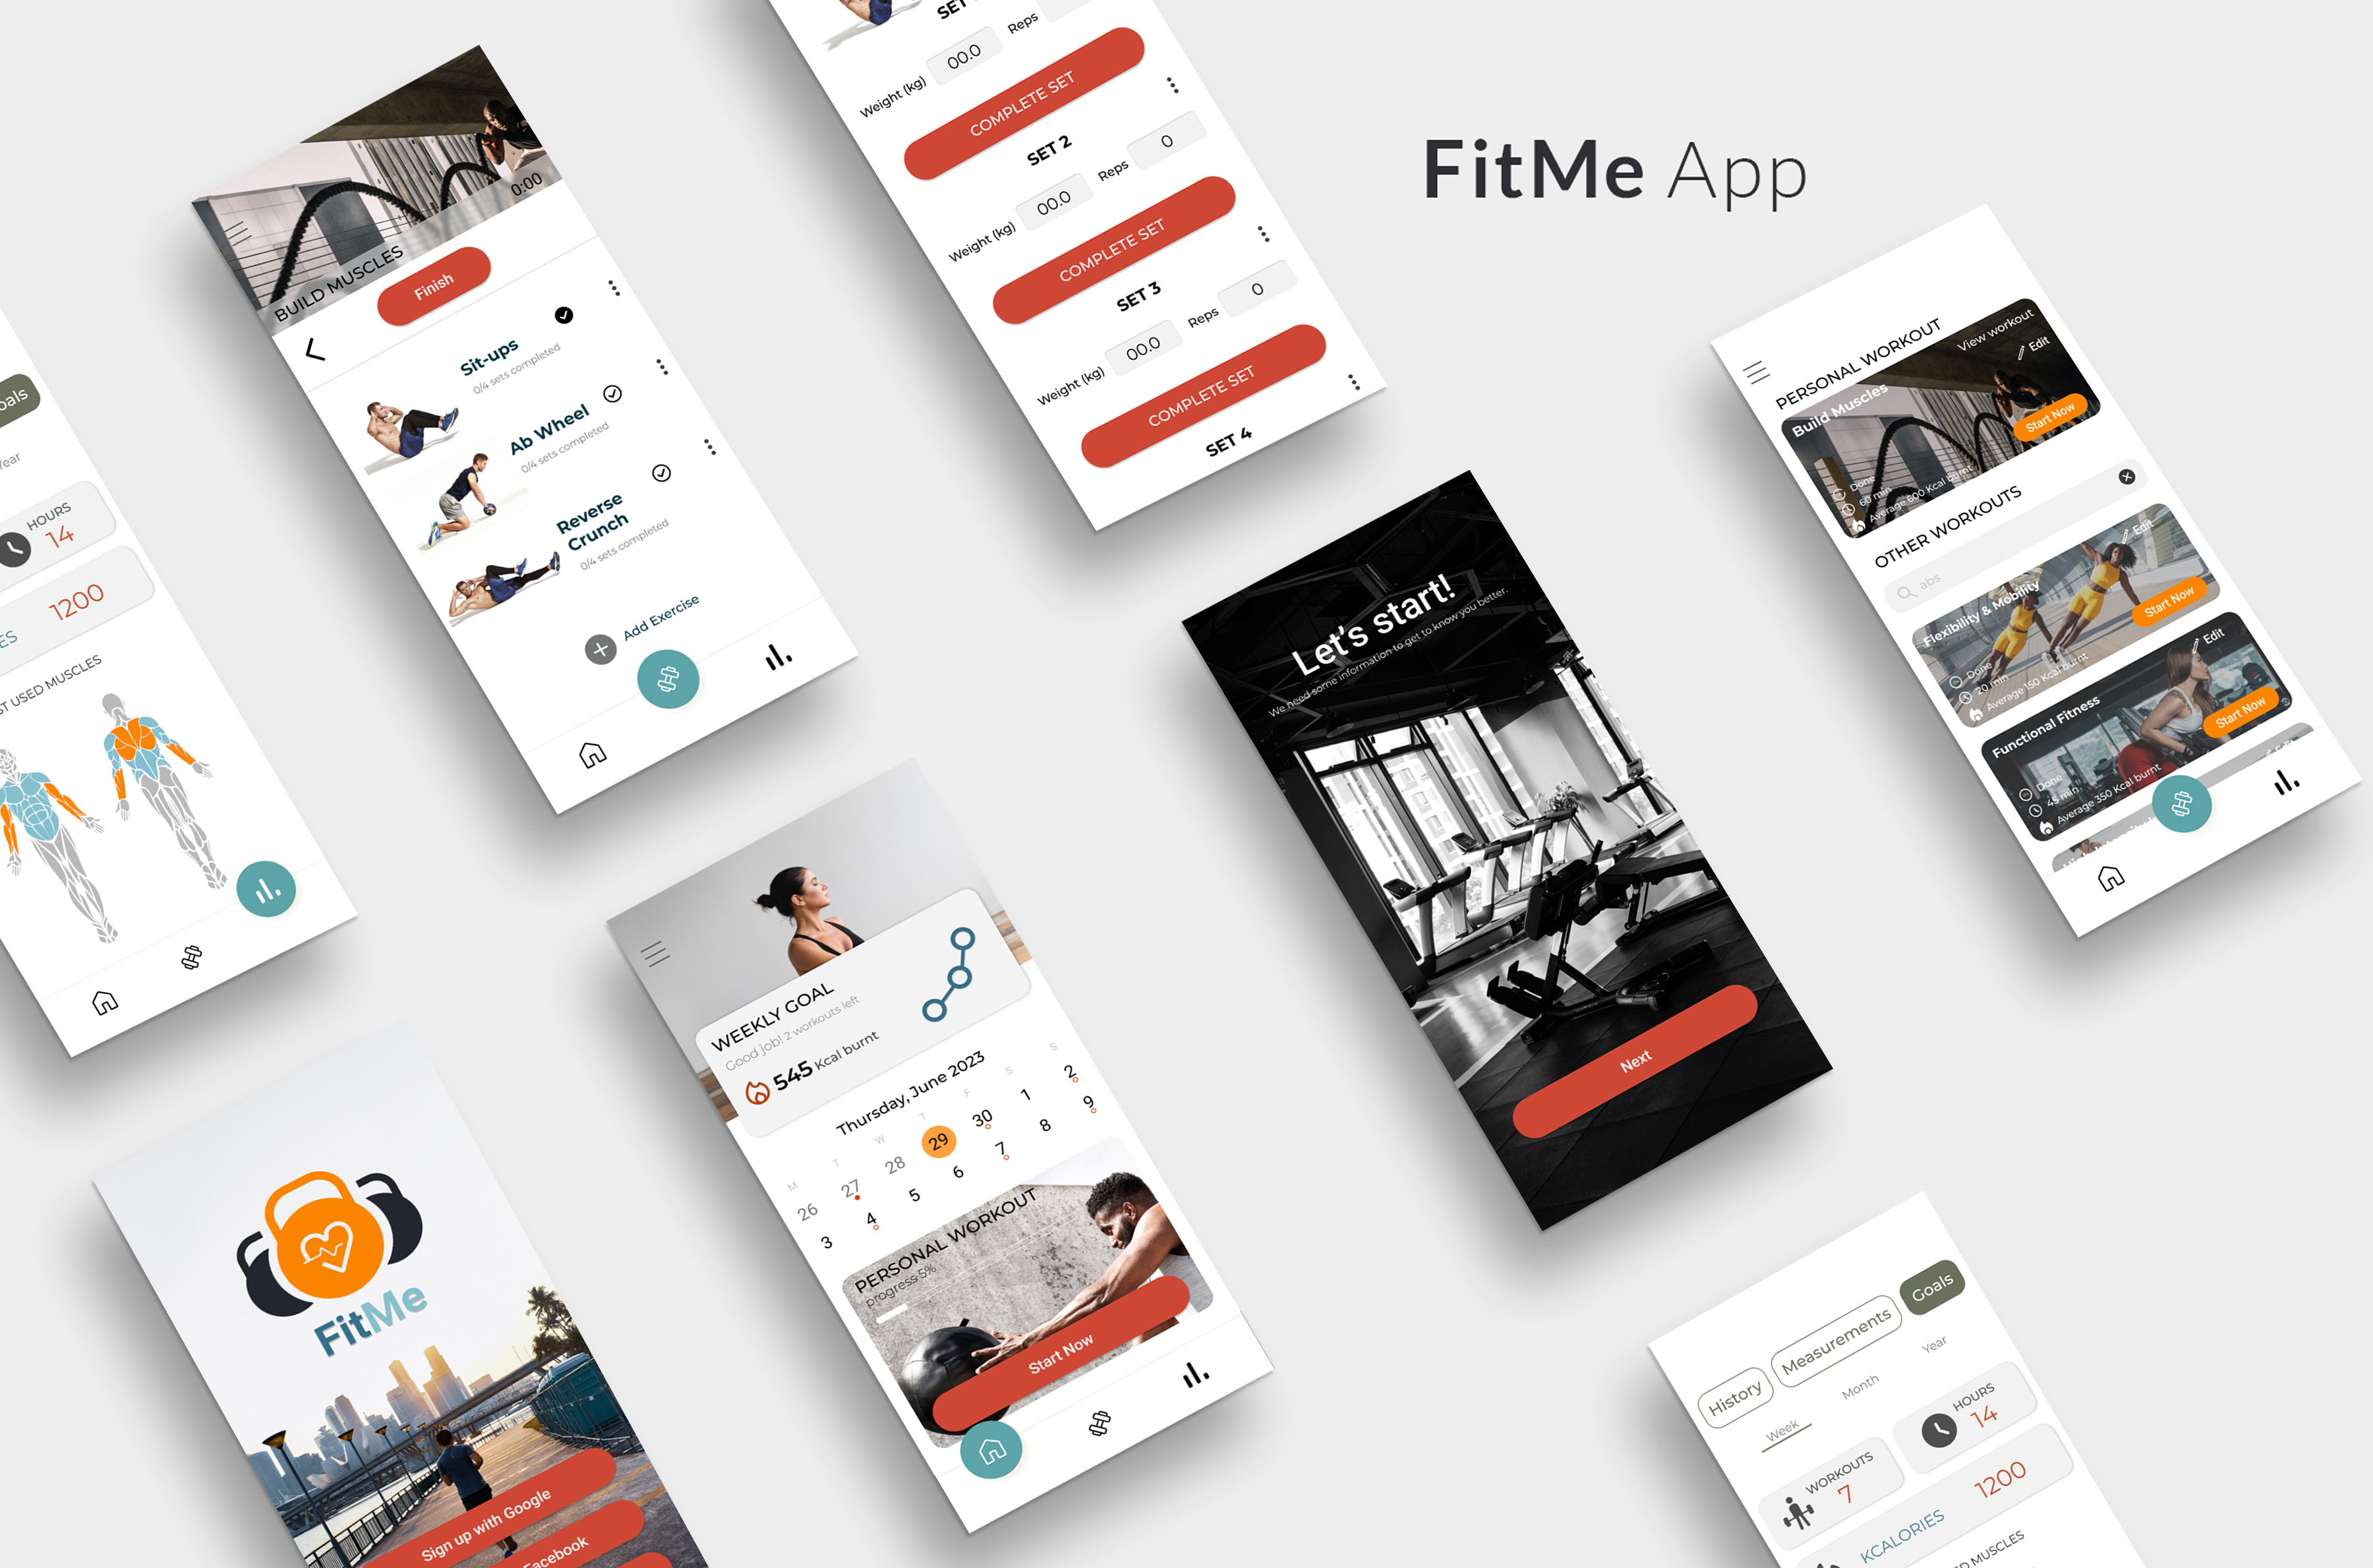 FitMe App
BUILD MUSCLES
0:00
Finish
Sit-ups
0/4 sets completed
Ab Wheel
0/4 sets completed
Reverse
Crunch
0/4 sets completed
Add Exercise
Weight (kg) 00.0 Reps
COMPLETE SET
SET 2
Weight (kg) 00.0 Reps 0
COMPLETE SET
SET 3
Weight (kg) 00.0 Reps 0
COMPLETE SET
SET 4
PERSONAL WORKOUT
View workout
Edit
Build Muscles
Start Now
Done
60 min
Average 600 Kcal burnt
OTHER WORKOUTS
abs
Edit
Flexibility & Mobility
Start Now
Done
20 min
Average 150 Kcal burnt
Edit
Functional Fitness
Start Now
Done
45 min
Average 350 Kcal burnt
Let's start!
We need some information to get to know you better.
Next
Year
HOURS
14
1200
USED MUSCLES
WEEKLY GOAL
Good job! 2 workouts left
545 Kcal burnt
Thursday, June 2023
M T W T F S S
26 27 28 29 30 1 2
3 4 5 6 7 8 9
PERSONAL WORKOUT
progress 5%
Start Now
FitMe
Sign up with Google
Facebook
History
Measurements
Goals
Week
Month
Year
WORKOUTS
7
HOURS
14
KCALORIES
1200
MUSCLES